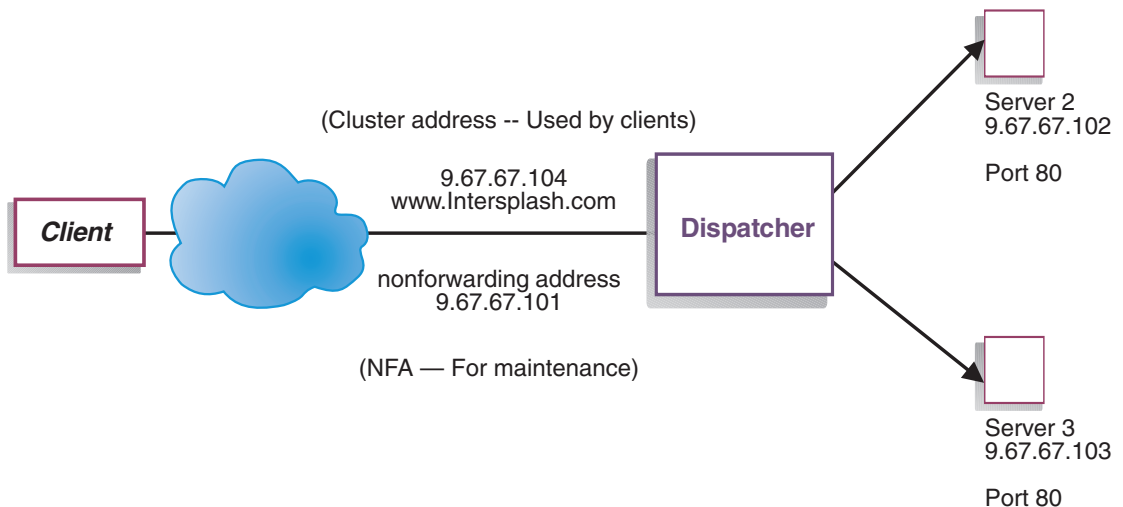 (Cluster address -- Used by clients)
9.67.67.104
www.Intersplash.com
Client
Dispatcher
nonforwarding address
9.67.67.101
(NFA — For maintenance)
Server 2
9.67.67.102
Port 80
Server 3
9.67.67.103
Port 80